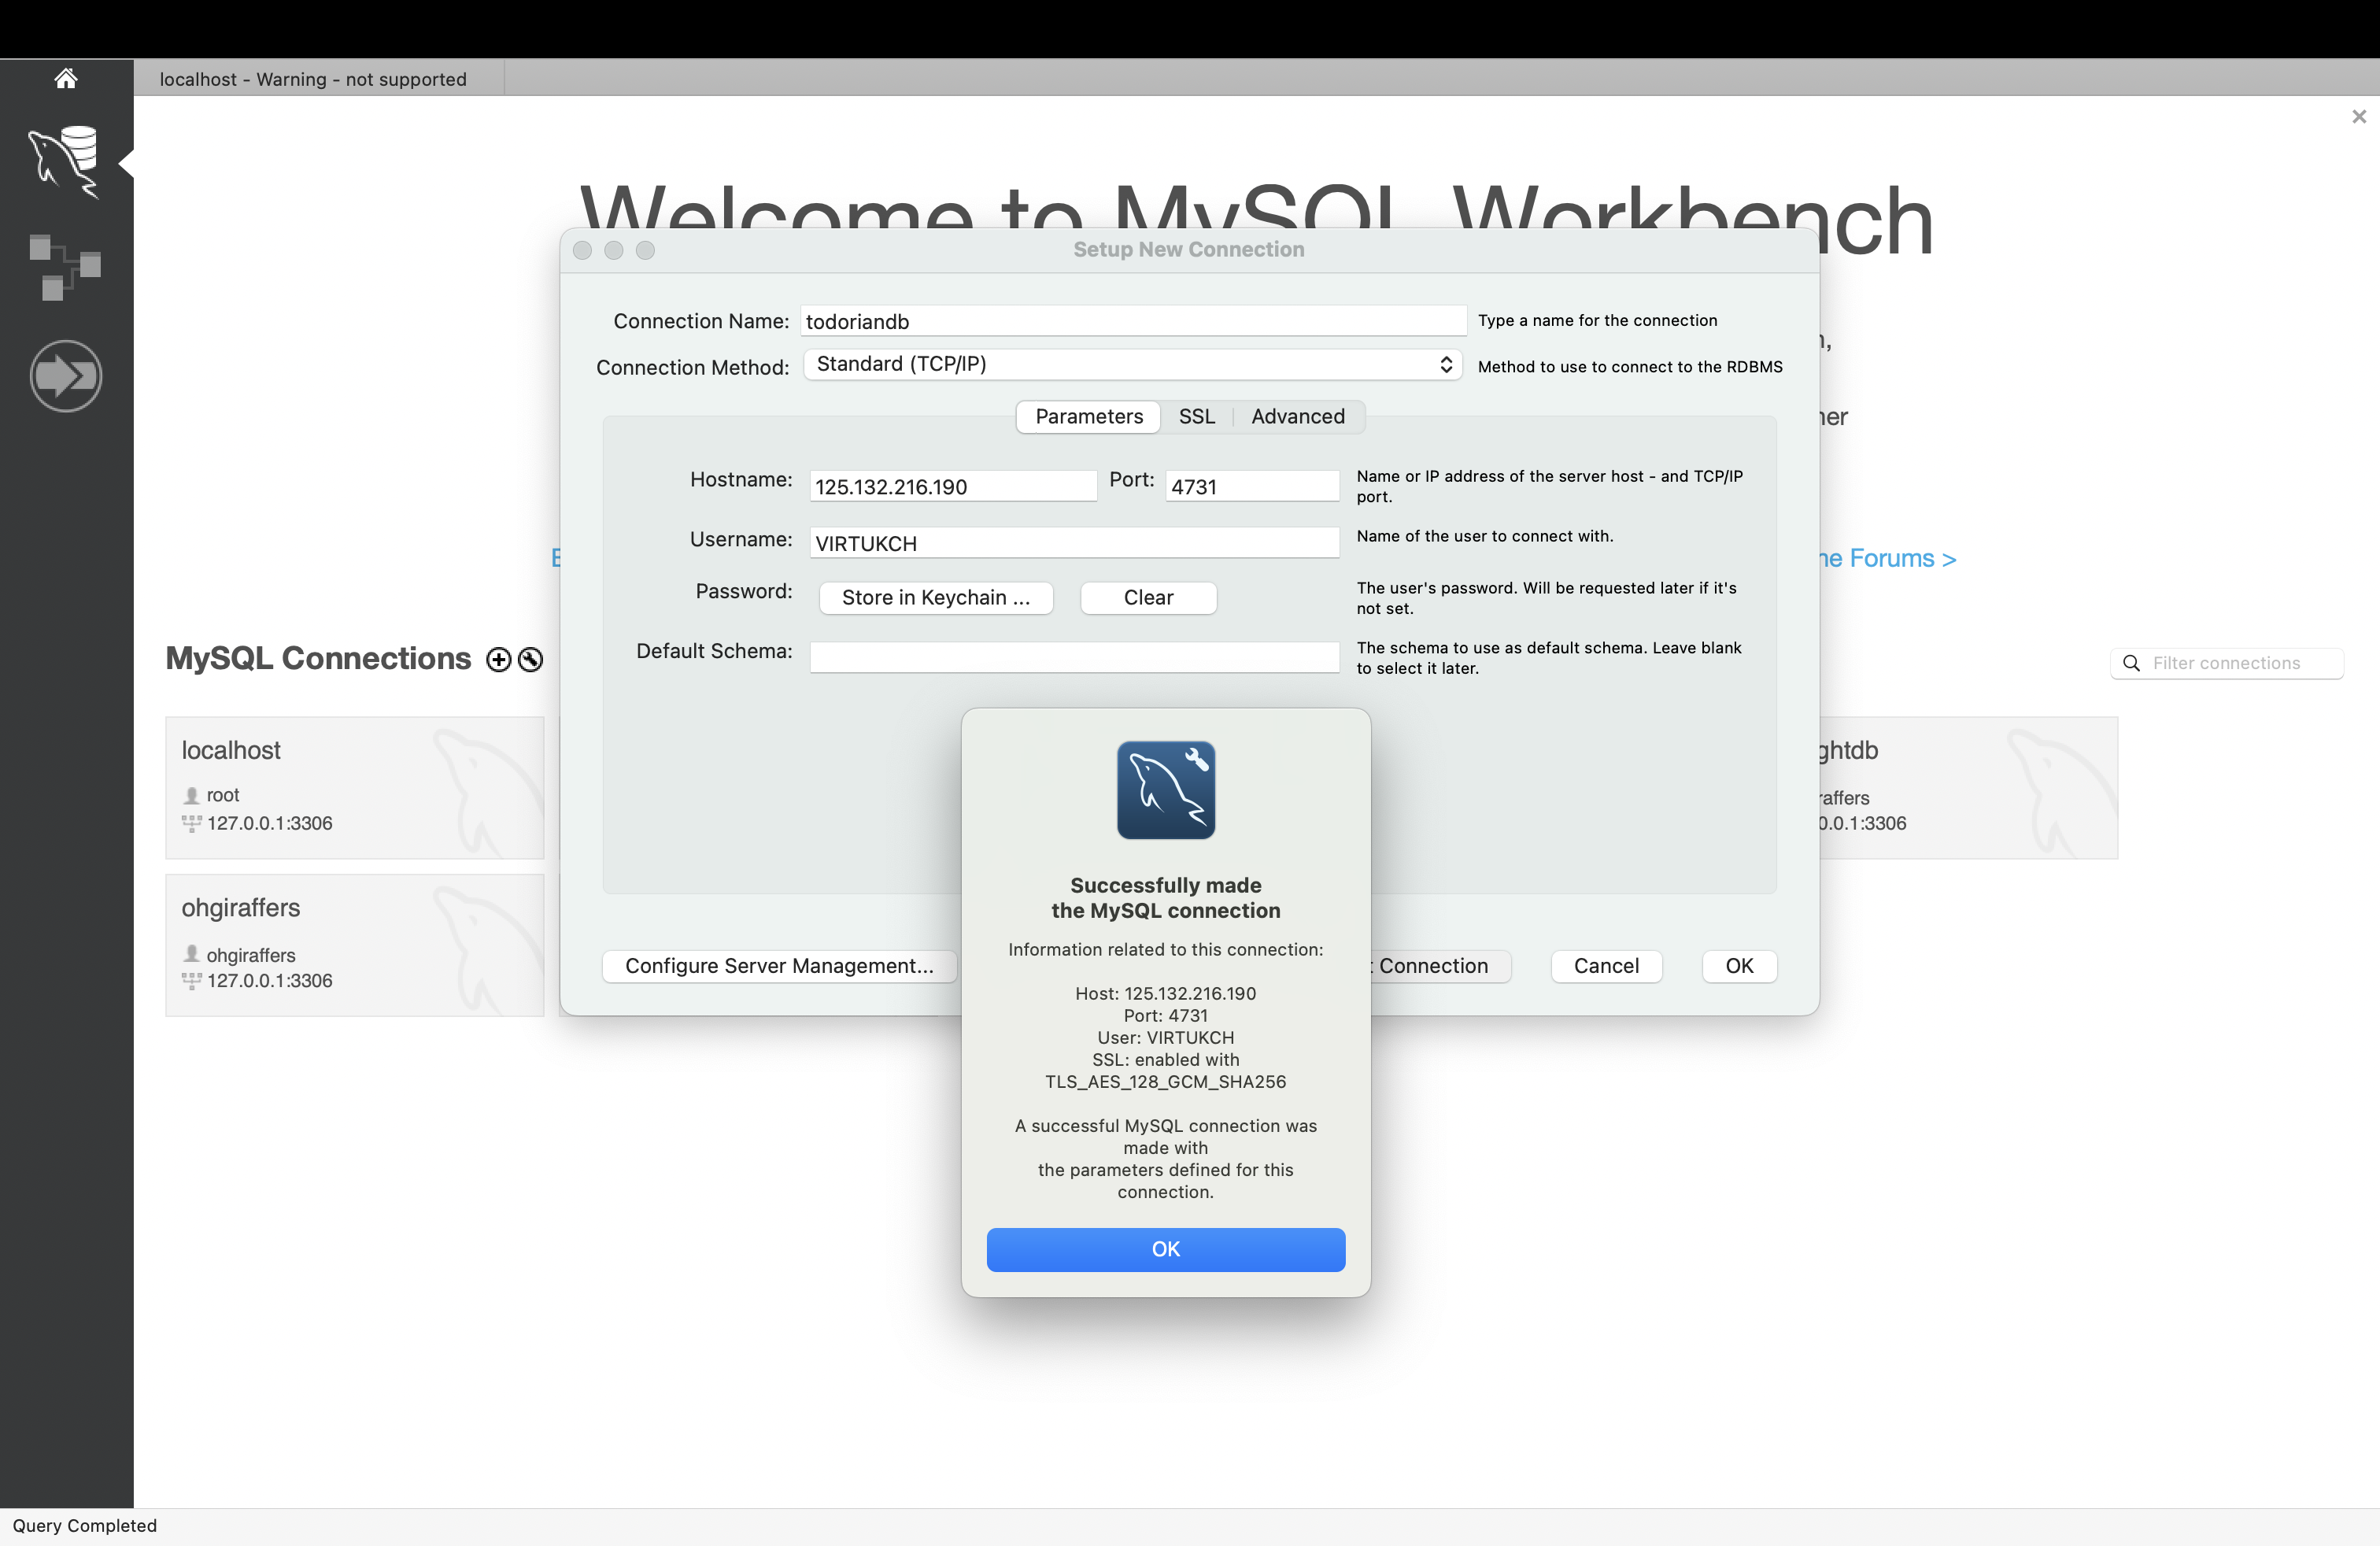 localhost - Warning - not supported
Welcome to MySQL Workbench
Setup New Connection
Connection Name: todoriandb Type a name for the connection
Connection Method: Standard (TCP/IP) Method to use to connect to the RDBMS
Parameters SSL Advanced
Hostname: 125.132.216.190 Port: 4731 Name or IP address of the server host - and TCP/IP
port.
Username: VIRTUKCH Name of the user to connect with.
Password: Store in Keychain ... Clear The user's password. Will be requested later if it's
not set.
Forums >
Default Schema: The schema to use as default schema. Leave blank
to select it later.
MySQL Connections
Filter connections
localhost
root
127.0.0.1:3306
ghtdb
raffers
0.0.1:3306
ohgiraffers
ohgiraffers
127.0.0.1:3306
Configure Server Management... Connection Cancel OK
Successfully made
the MySQL connection
Information related to this connection:
Host: 125.132.216.190
Port: 4731
User: VIRTUKCH
SSL: enabled with
TLS_AES_128_GCM_SHA256
A successful MySQL connection was
made with
the parameters defined for this
connection.
OK
Query Completed